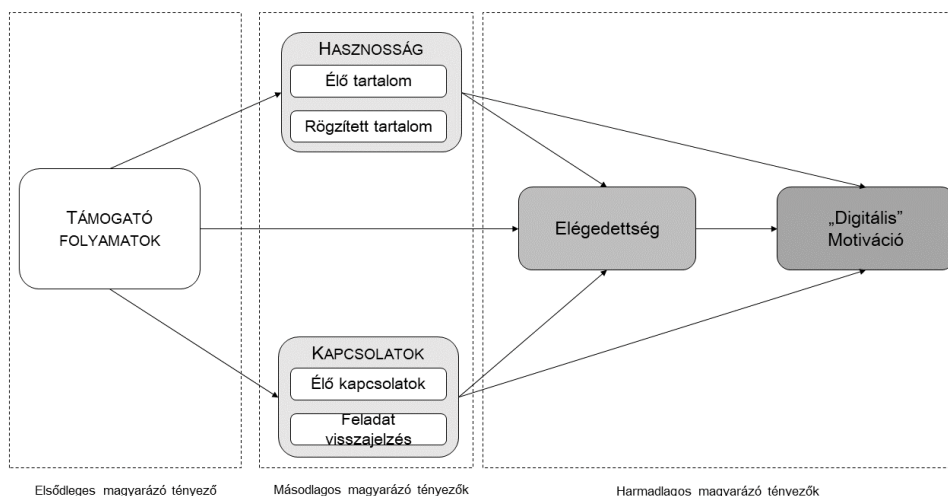 HASZNOSSÁG
Élő tartalom
Rögzített tartalom
TÁMOGATÓ
FOLYAMATOK
Elégedettség
„Digitális”
Motiváció
KAPCSOLATOK
Élő kapcsolatok
Feladat
visszajelzés
Elsődleges magyarázó tényező
Másodlagos magyarázó tényezők
Harmadlagos magyarázó tényezők